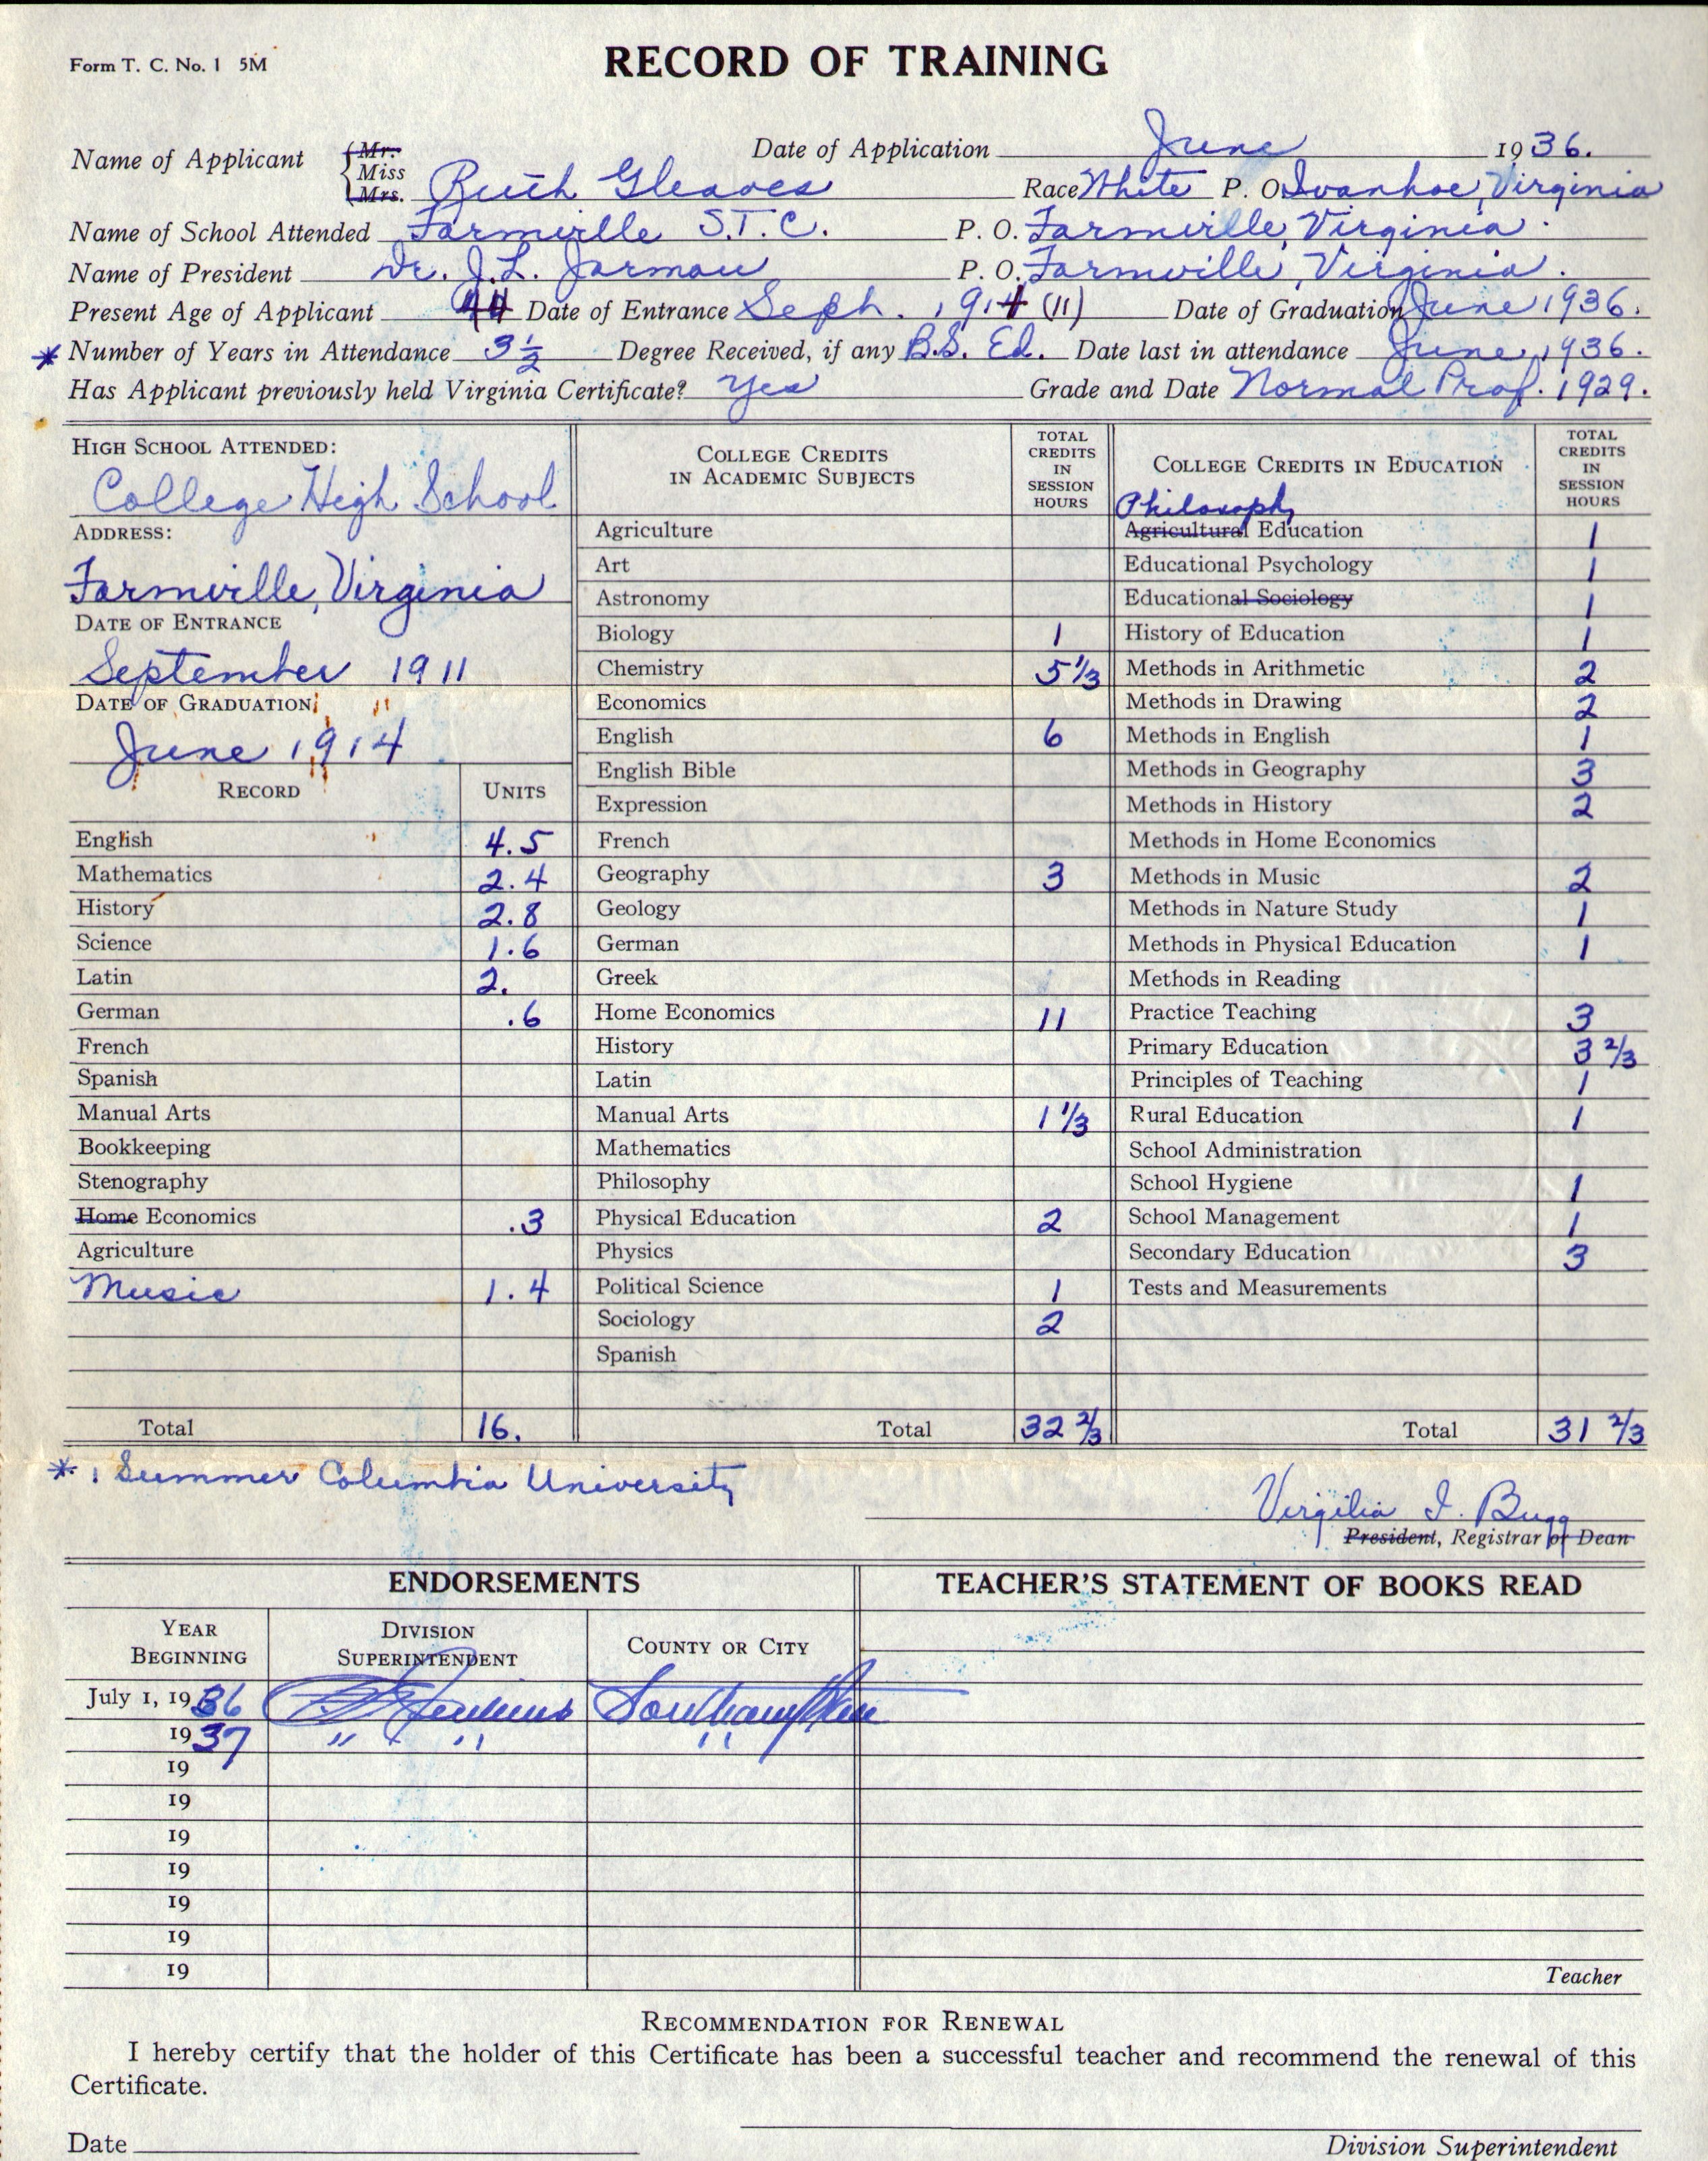 Form T. C. No. 1 5M
RECORD OF TRAINING
Name of Applicant Mr. Miss Mrs. Ruth Gleaves
Date of Application June 1936.
Race White P. O. Ivanhoe, Virginia
Name of School Attended Farmville S.T.C. P. O. Farmville, Virginia.
Name of President Dr. J.L. Jarman P. O. Farmville, Virginia.
Present Age of Applicant 44 Date of Entrance Seph. 1914 (11) Date of Graduation June 1936.
* Number of Years in Attendance 3 1/2 Degree Received, if any B.S. Ed. Date last in attendance June, 1936.
Has Applicant previously held Virginia Certificate? Yes Grade and Date Normal Prof. 1929.
HIGH SCHOOL ATTENDED:
College High School
ADDRESS:
Farmville, Virginia
DATE OF ENTRANCE
September 1911
DATE OF GRADUATION:
June 1914
RECORD UNITS
English 4.5
Mathematics 2.4
History 2.8
Science 1.6
Latin 2.
German .6
French
Spanish
Manual Arts
Bookkeeping
Stenography
Home Economics .3
Agriculture
Music 1.4
Total 16.
COLLEGE CREDITS
IN ACADEMIC SUBJECTS
TOTAL
CREDITS
IN
SESSION
HOURS
Agriculture
Art
Astronomy
Biology 1
Chemistry 5 1/3
Economics
English 6
English Bible
Expression
French
Geography 3
Geology
German
Greek
Home Economics 11
History
Latin
Manual Arts 1 1/3
Mathematics
Philosophy
Physical Education 2
Physics
Political Science 1
Sociology 2
Spanish
Total 32 2/3
COLLEGE CREDITS IN EDUCATION
TOTAL
CREDITS
IN
SESSION
HOURS
Philosophy
Agricultural Education 1
Educational Psychology 1
Educational Sociology 1
History of Education 1
Methods in Arithmetic 2
Methods in Drawing 2
Methods in English 1
Methods in Geography 3
Methods in History 2
Methods in Home Economics
Methods in Music 2
Methods in Nature Study 1
Methods in Physical Education 1
Methods in Reading
Practice Teaching 3
Primary Education 3 2/3
Principles of Teaching 1
Rural Education 1
School Administration
School Hygiene 1
School Management 1
Secondary Education 3
Tests and Measurements
Total 31 2/3
* 1 Summer Columbia University
Virgilia I. Bugg
President, Registrar or Dean
ENDORSEMENTS
YEAR
BEGINNING
DIVISION
SUPERINTENDENT
COUNTY OR CITY
July 1, 1936 Jenkins Southampton
1937 " " "
19
19
19
19
19
19
19
TEACHER'S STATEMENT OF BOOKS READ
Teacher
RECOMMENDATION FOR RENEWAL
I hereby certify that the holder of this Certificate has been a successful teacher and recommend the renewal of this
Certificate.
Date
Division Superintendent